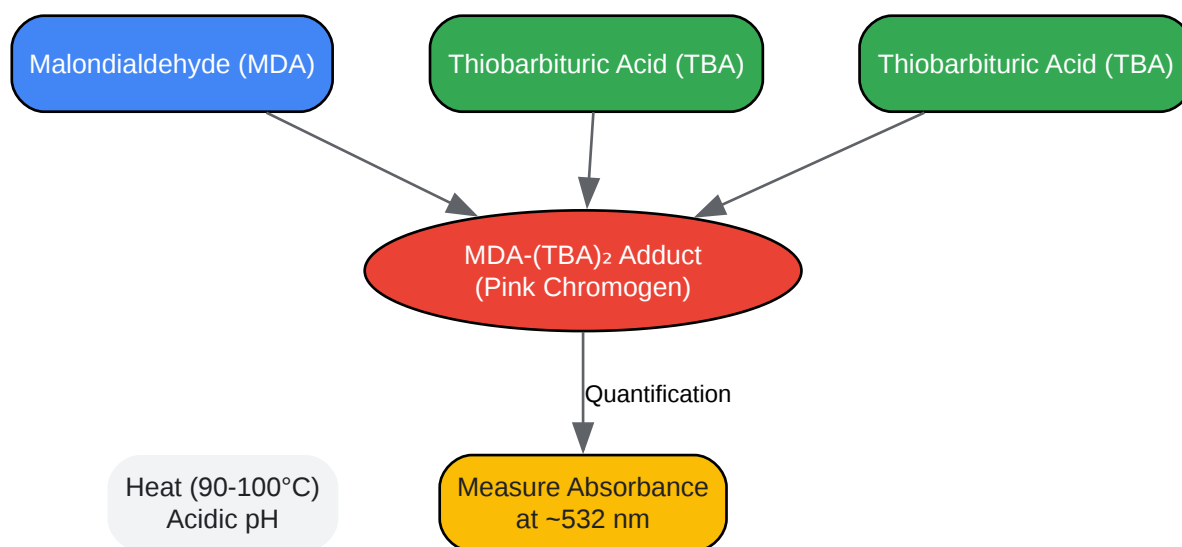 Malondialdehyde (MDA)
Thiobarbituric Acid (TBA)
Thiobarbituric Acid (TBA)
MDA-(TBA)₂ Adduct
(Pink Chromogen)
Quantification
Heat (90-100°C)
Acidic pH
Measure Absorbance
at ~532 nm